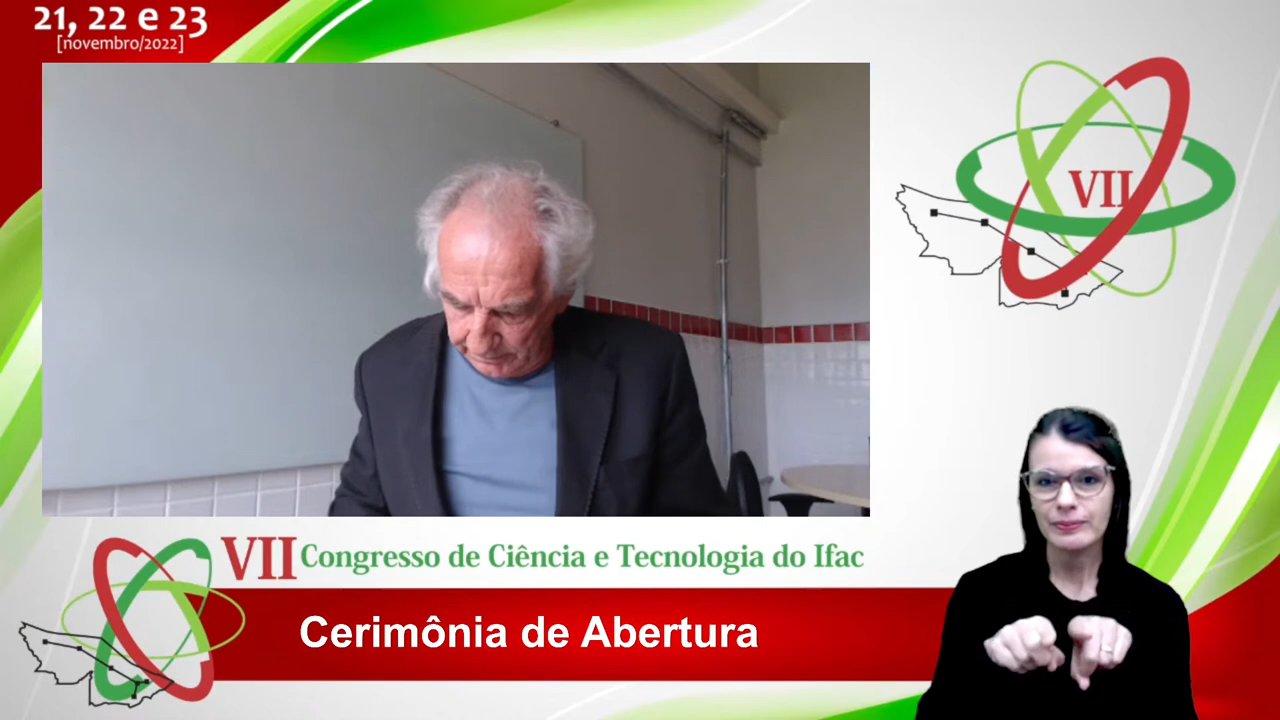 21, 22 e 23
[novembro/2022]
VII
VII Congresso de Ciência e Tecnologia do Ifac
Cerimônia de Abertura